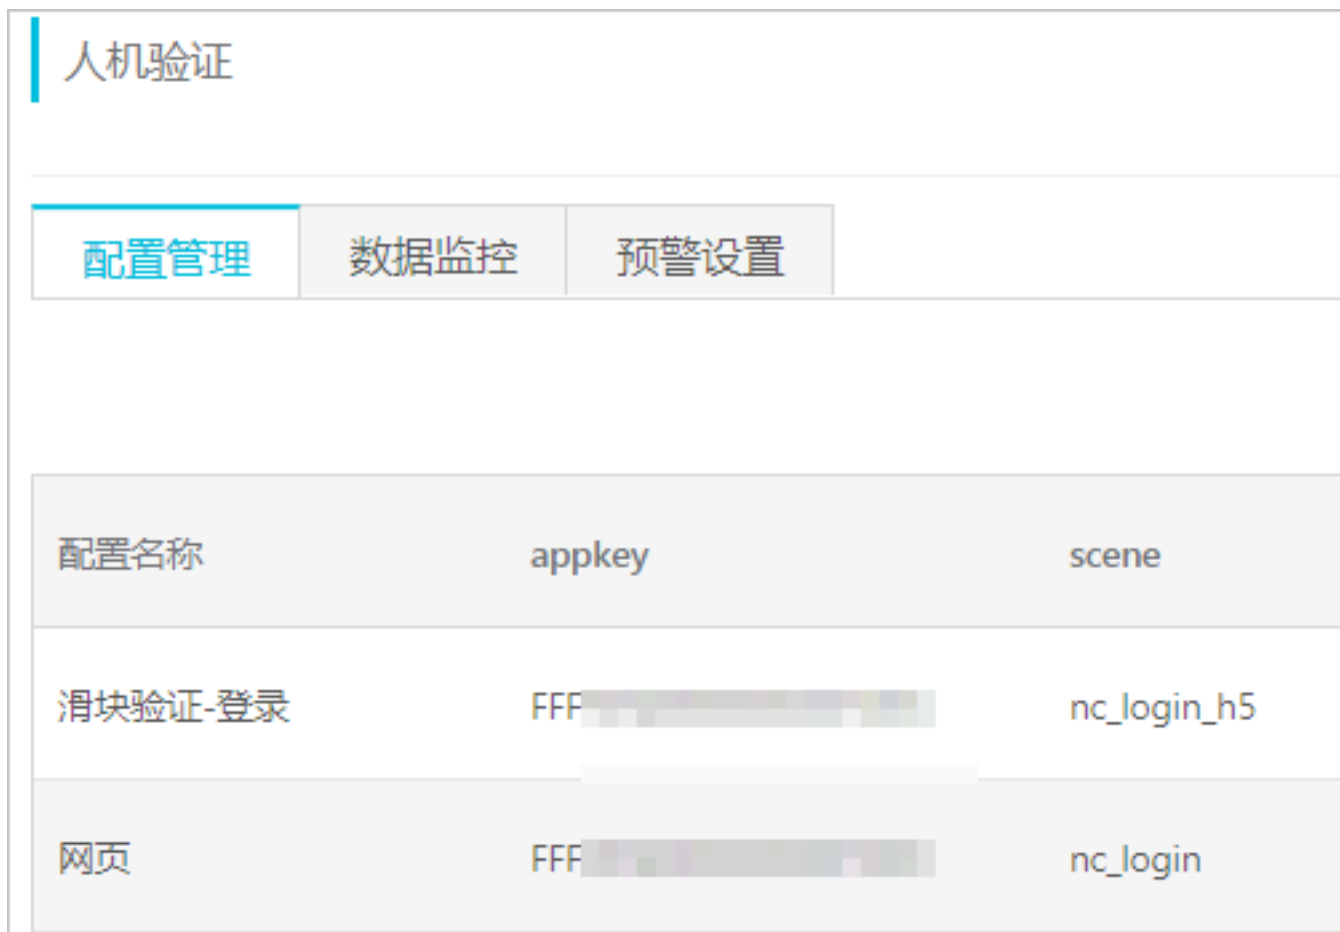 人机验证
配置管理 数据监控 预警设置
配置名称 appkey scene
滑块验证-登录 FFF nc_login_h5
网页 FFF nc_login